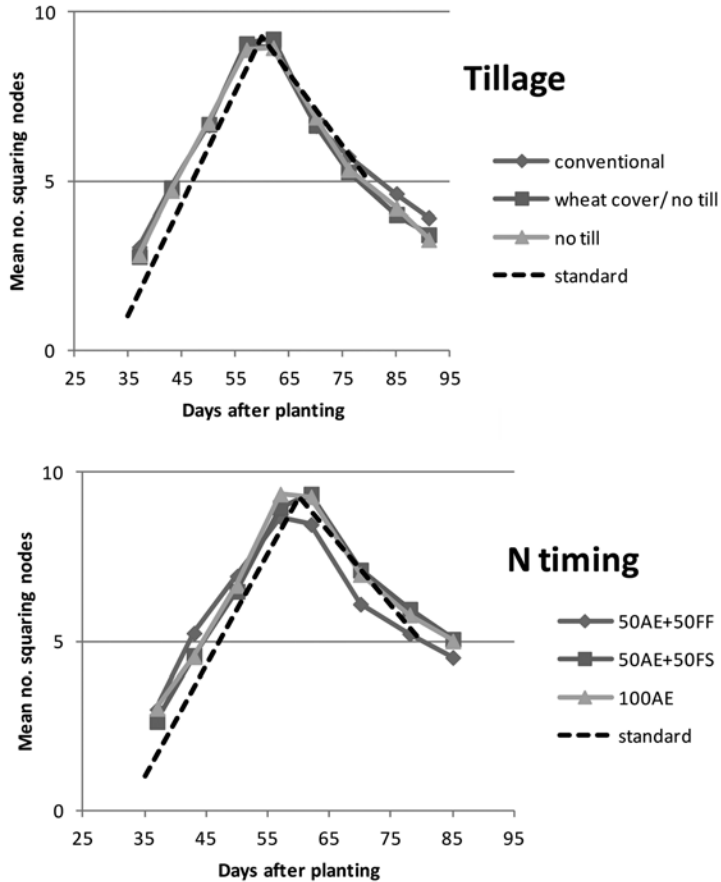 10
5
0
Mean no. squaring nodes
25 35 45 55 65 75 85 95
Days after planting
Tillage
conventional
wheat cover/ no till
no till
standard
10
5
0
Mean no. squaring nodes
25 35 45 55 65 75 85 95
Days after planting
N timing
50AE+50FF
50AE+50FS
100AE
standard